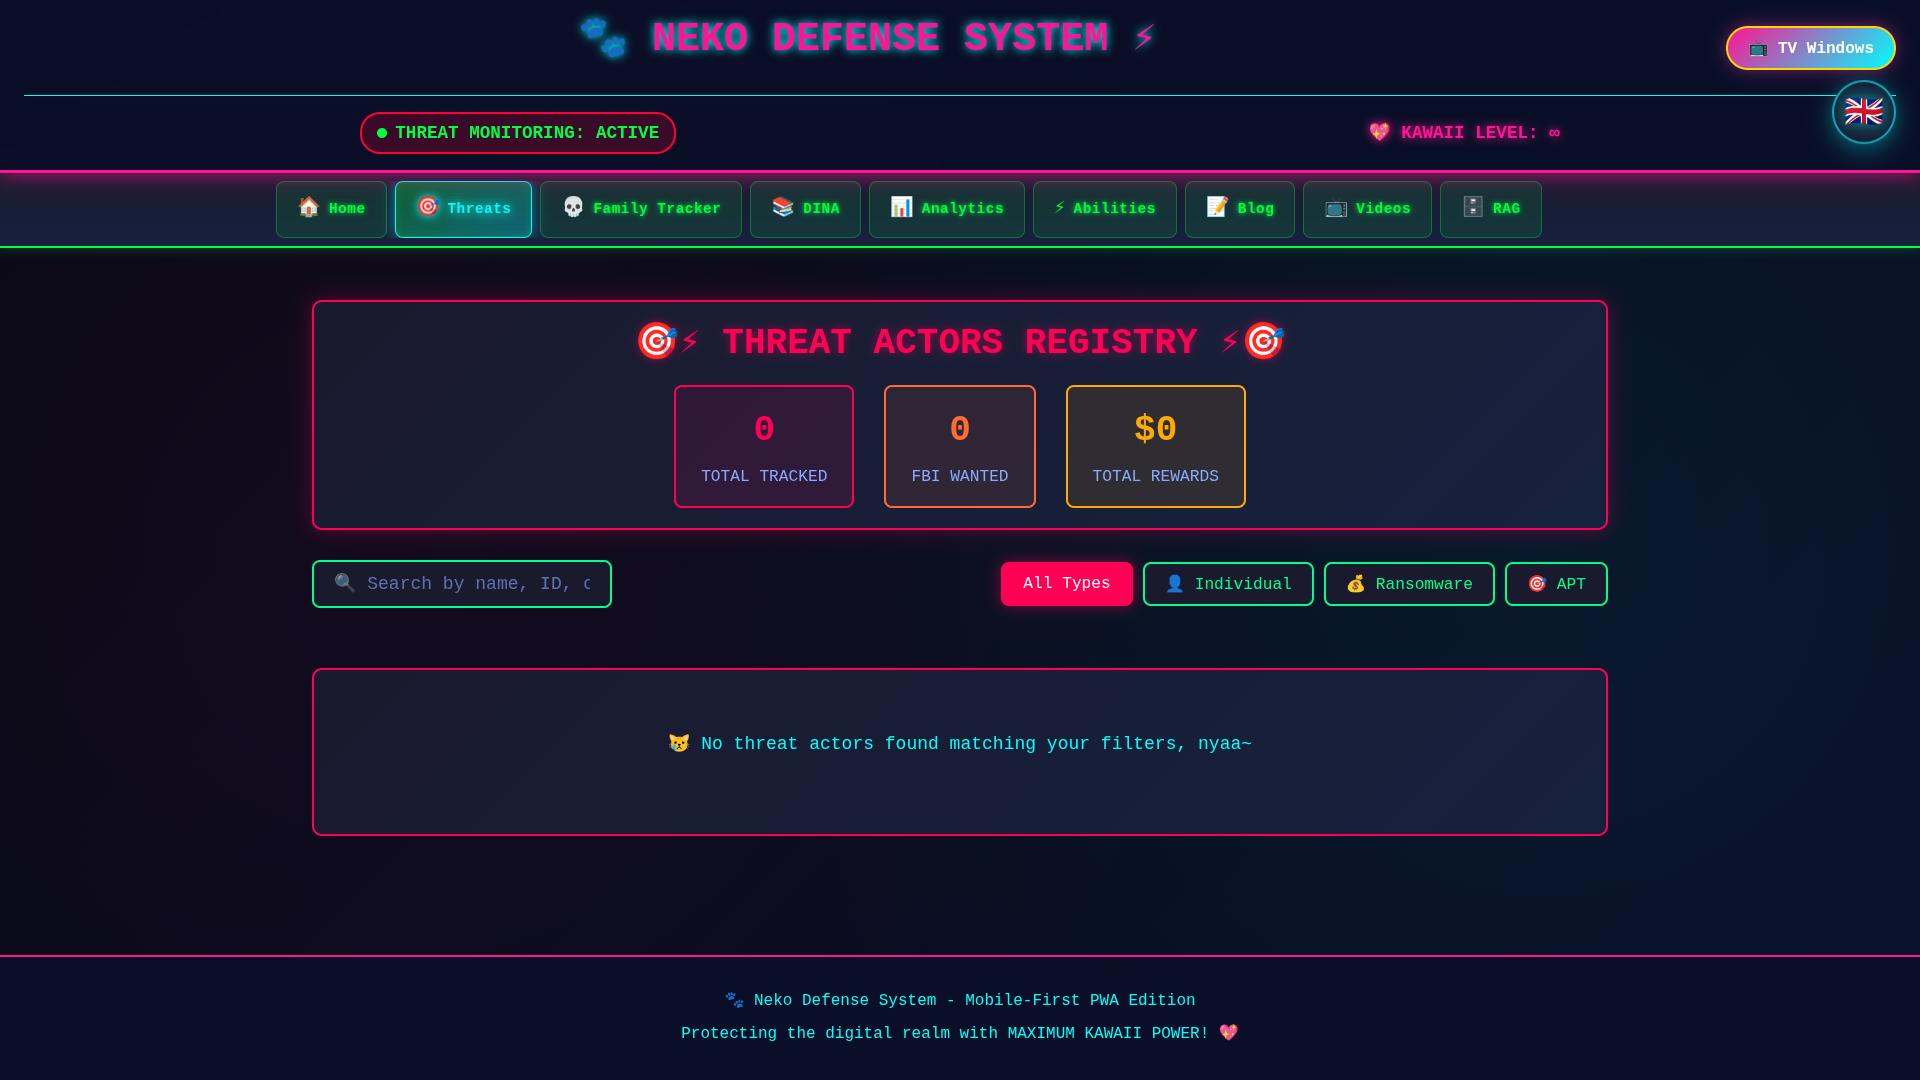 🐾 NEKO DEFENSE SYSTEM ⚡
📺 TV Windows
THREAT MONITORING: ACTIVE
💖 KAWAII LEVEL: ∞
🏠 Home
🎯 Threats
💀 Family Tracker
📚 DINA
📊 Analytics
⚡ Abilities
📝 Blog
📺 Videos
🗄️ RAG
🎯⚡ THREAT ACTORS REGISTRY ⚡🎯
0
TOTAL TRACKED
0
FBI WANTED
$0
TOTAL REWARDS
🔍 Search by name, ID, c
All Types
👤 Individual
💰 Ransomware
🎯 APT
😿 No threat actors found matching your filters, nyaa~
🐾 Neko Defense System - Mobile-First PWA Edition
Protecting the digital realm with MAXIMUM KAWAII POWER! 💖